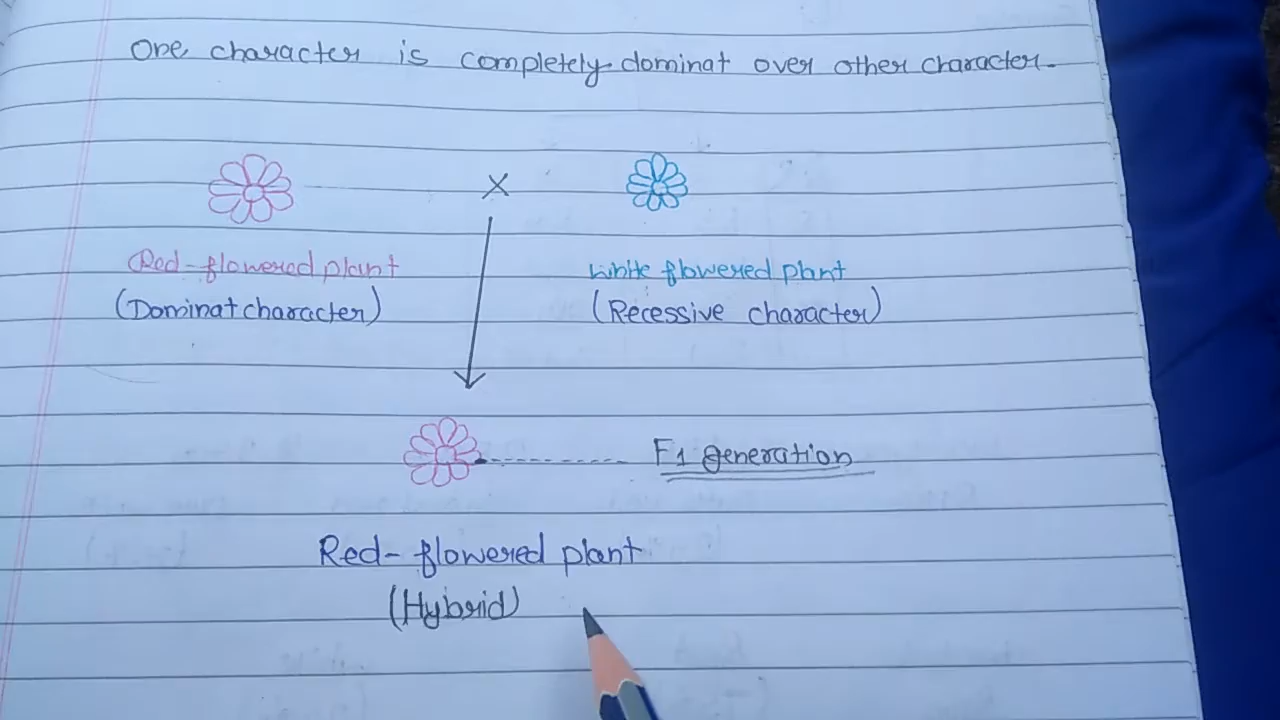 One character is completely dominat over other character.
X
Red-flowered plant
White flowered plant
(Dominat character)
(Recessive character)
F1 generation
Red-flowered plant
(Hybrid)